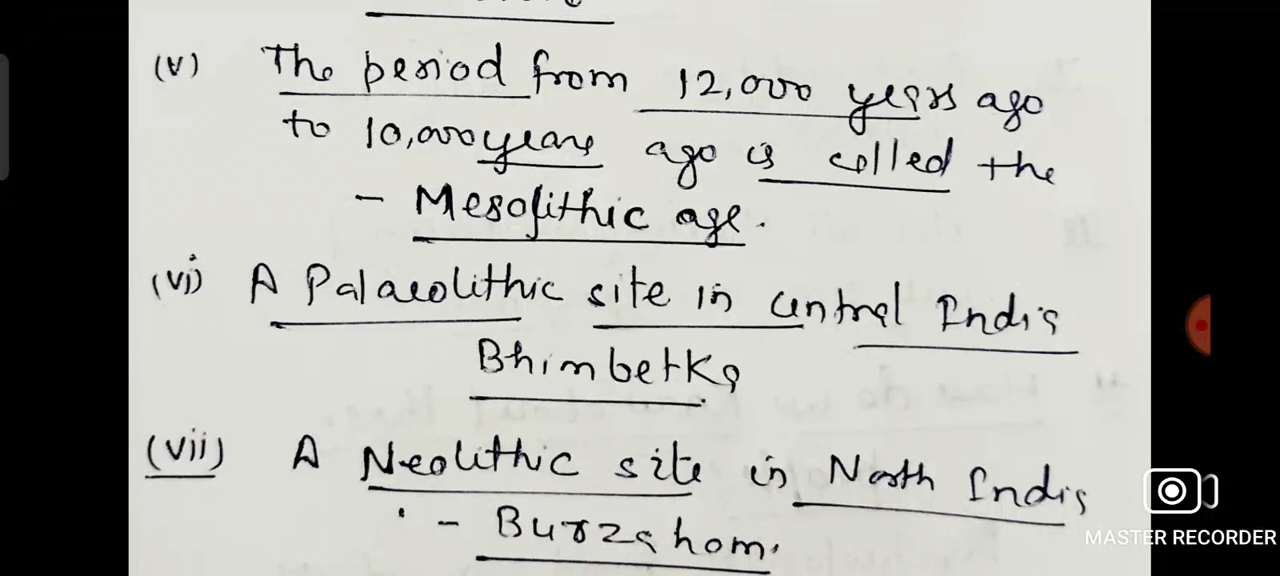 (v) The period from 12,000 years ago
to 10,000 years ago is called the
- Mesolithic age.
(vi) A Palaeolithic site in central India
Bhimbetka
(vii) A Neolithic site in North India
- Burzahom.
MASTER RECORDER